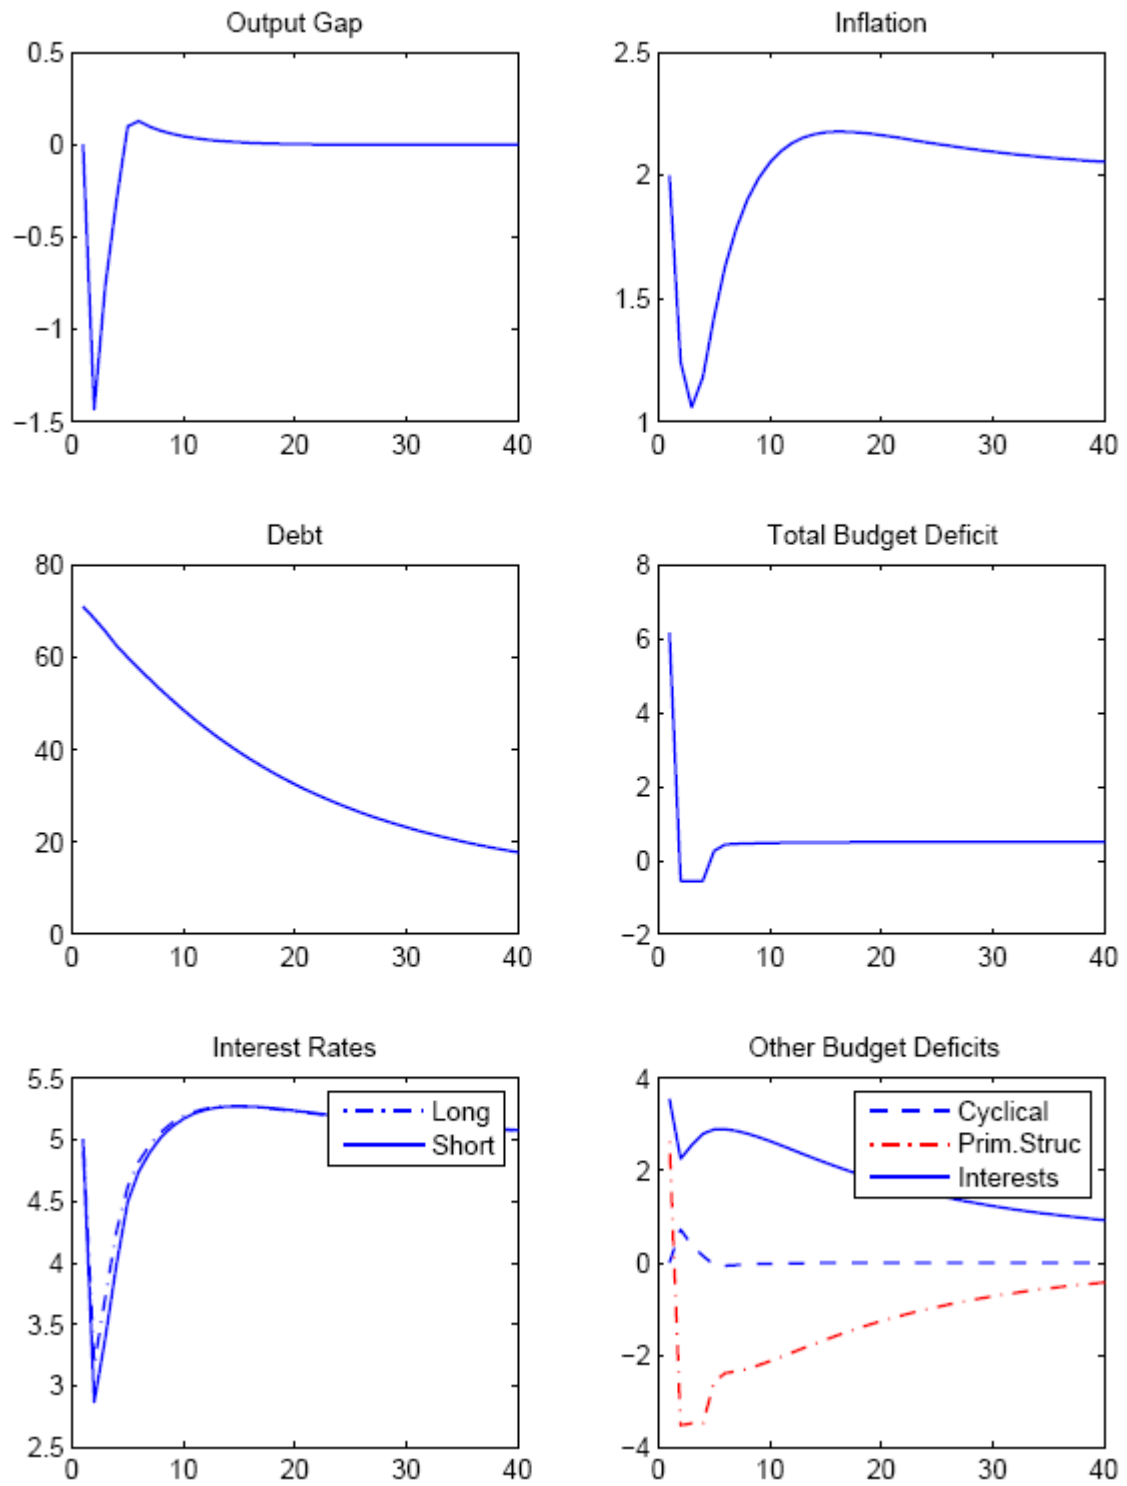 Output Gap
0.5
0
−0.5
−1
−1.5
0 10 20 30 40
Inflation
2.5
2
1.5
1
0 10 20 30 40
Debt
80
60
40
20
0
0 10 20 30 40
Total Budget Deficit
8
6
4
2
0
−2
0 10 20 30 40
Interest Rates
5.5
5
4.5
4
3.5
3
2.5
0 10 20 30 40
Long
Short
Other Budget Deficits
4
2
0
−2
−4
0 10 20 30 40
Cyclical
Prim.Struc
Interests